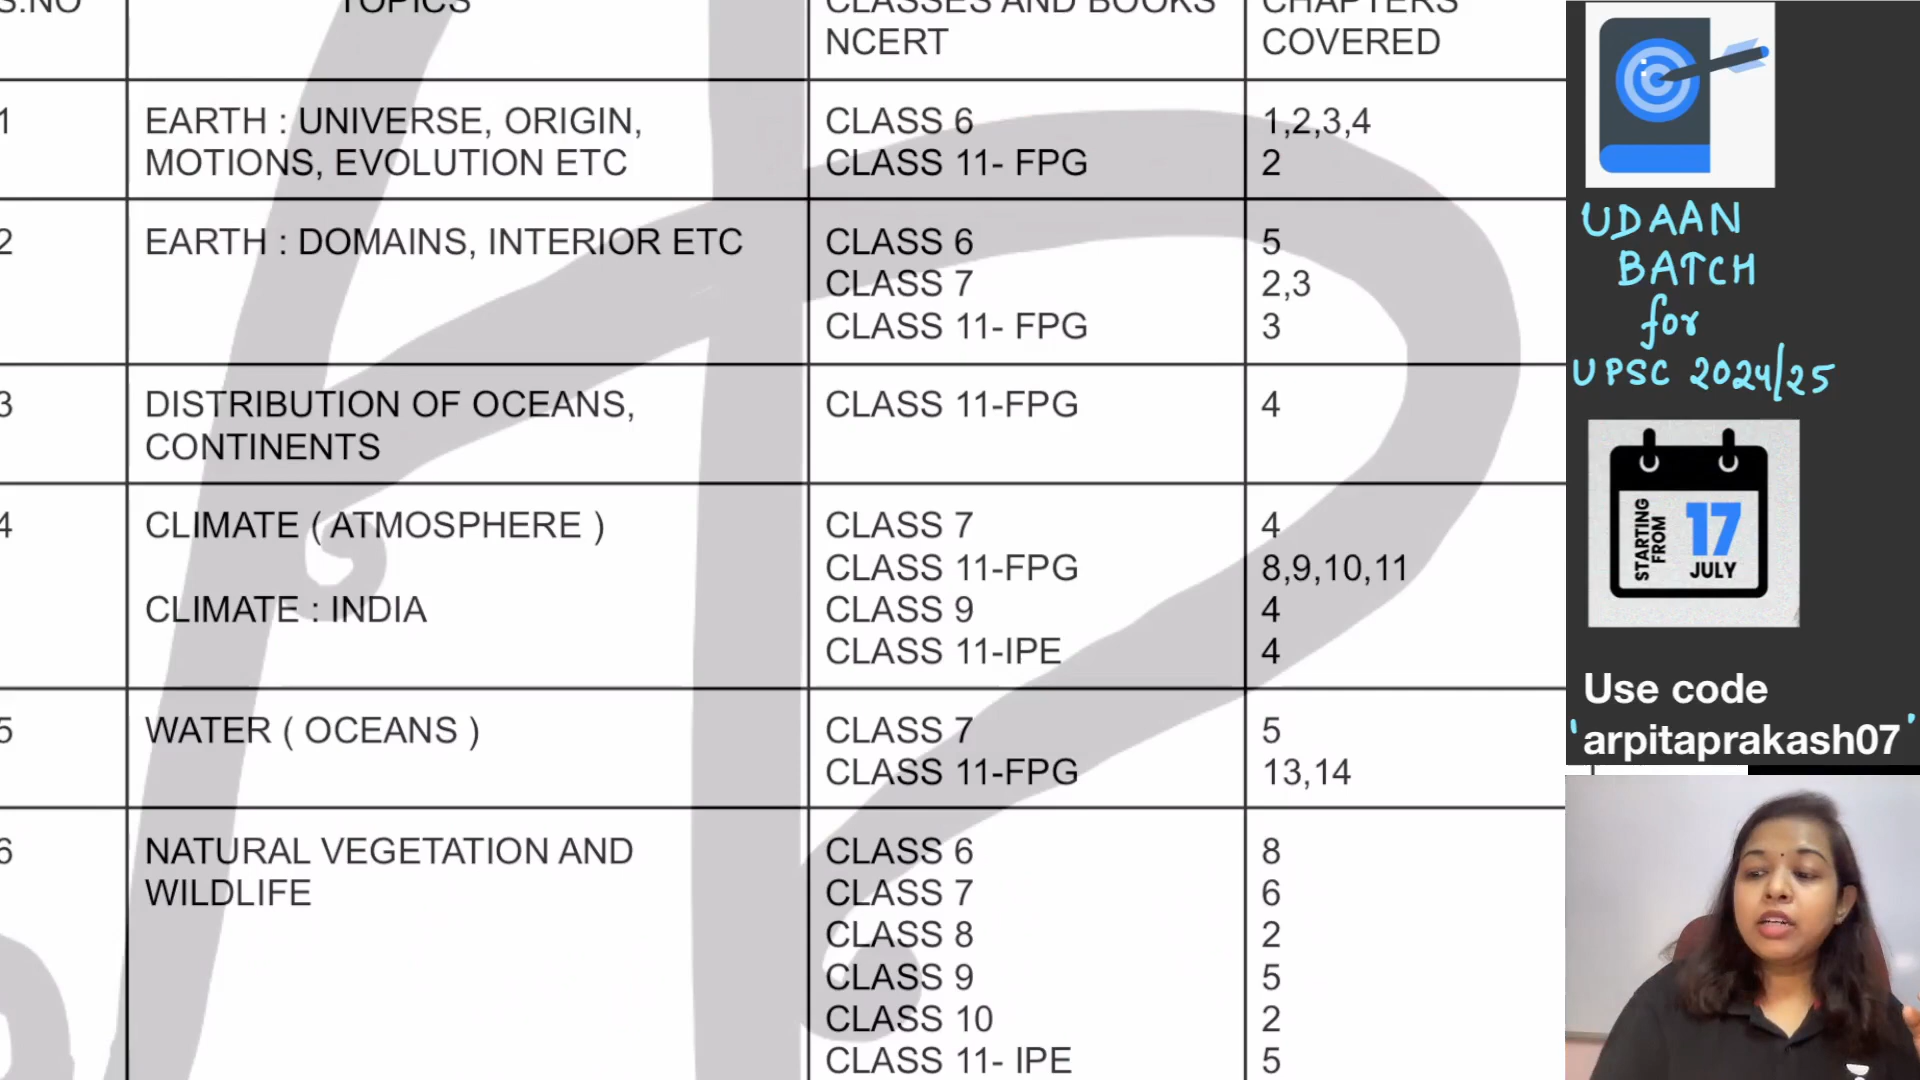 S.NO TOPICS CLASSES AND BOOKS CHAPTERS
NCERT COVERED
1 EARTH : UNIVERSE, ORIGIN, CLASS 6 1,2,3,4
MOTIONS, EVOLUTION ETC CLASS 11- FPG 2
2 EARTH : DOMAINS, INTERIOR ETC CLASS 6 5
CLASS 7 2,3
CLASS 11- FPG 3
3 DISTRIBUTION OF OCEANS, CLASS 11-FPG 4
CONTINENTS
4 CLIMATE ( ATMOSPHERE ) CLASS 7 4
CLASS 11-FPG 8,9,10,11
CLIMATE : INDIA CLASS 9 4
CLASS 11-IPE 4
5 WATER ( OCEANS ) CLASS 7 5
CLASS 11-FPG 13,14
6 NATURAL VEGETATION AND CLASS 6 8
WILDLIFE CLASS 7 6
CLASS 8 2
CLASS 9 5
CLASS 10 2
CLASS 11- IPE 5
UDAAN
BATCH
for
UPSC 2024/25
STARTING
FROM
17
JULY
Use code
'arpitaprakash07'